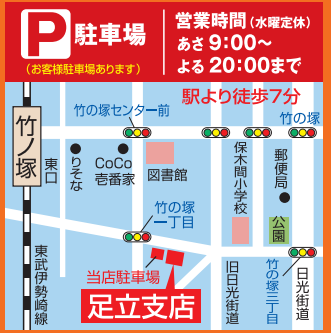 P 駐車場
(お客様駐車場あります)
営業時間(水曜定休)
あさ 9:00〜
よる 20:00まで
駅より徒歩7分
竹の塚センター前
竹の塚
竹ノ塚
東口
りそな
CoCo
壱番家
図書館
保木間小学校
郵便局
公園
竹の塚
一丁目
当店駐車場
足立支店
東武伊勢崎線
旧日光街道
竹の塚三丁目
日光街道